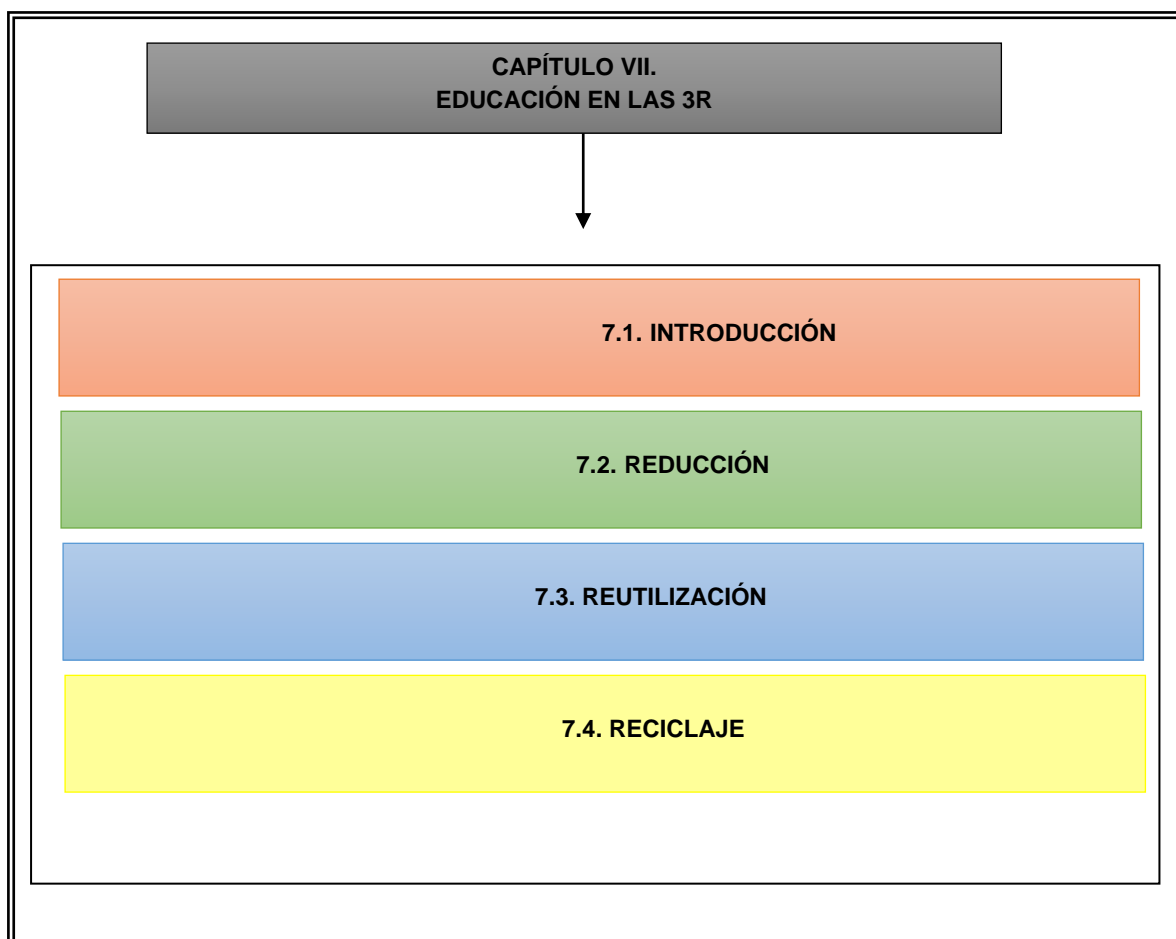 CAPÍTULO VII.
EDUCACIÓN EN LAS 3R
7.1. INTRODUCCIÓN
7.2. REDUCCIÓN
7.3. REUTILIZACIÓN
7.4. RECICLAJE